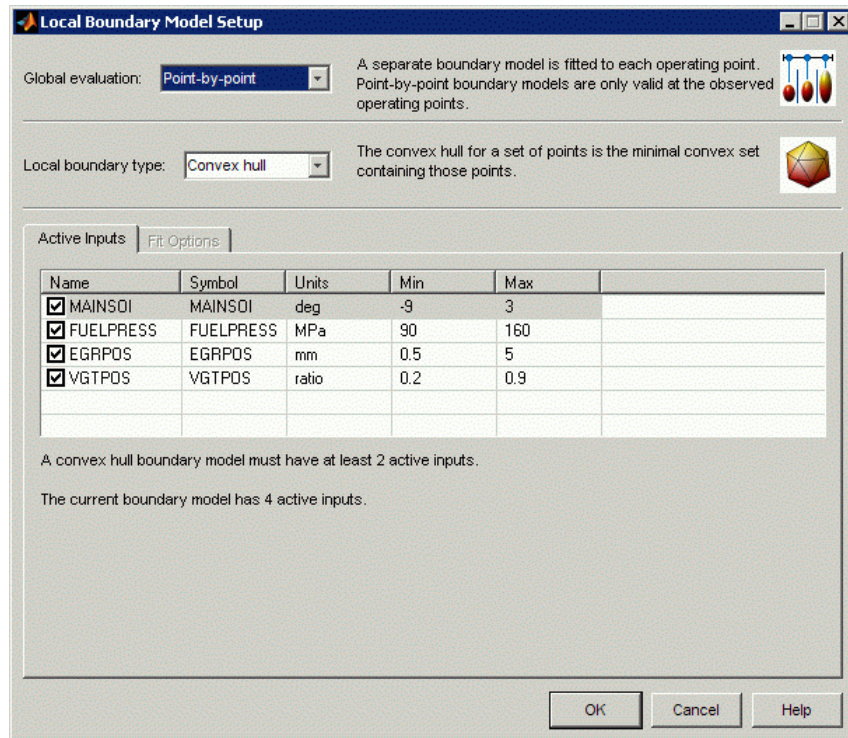 Local Boundary Model Setup
Global evaluation: Point-by-point
A separate boundary model is fitted to each operating point.
Point-by-point boundary models are only valid at the observed
operating points.
Local boundary type: Convex hull
The convex hull for a set of points is the minimal convex set
containing those points.
Active Inputs Fit Options
Name Symbol Units Min Max
MAINSOI MAINSOI deg -9 3
FUELPRESS FUELPRESS MPa 90 160
EGRPOS EGRPOS mm 0.5 5
VGTPOS VGTPOS ratio 0.2 0.9
A convex hull boundary model must have at least 2 active inputs.
The current boundary model has 4 active inputs.
OK Cancel Help